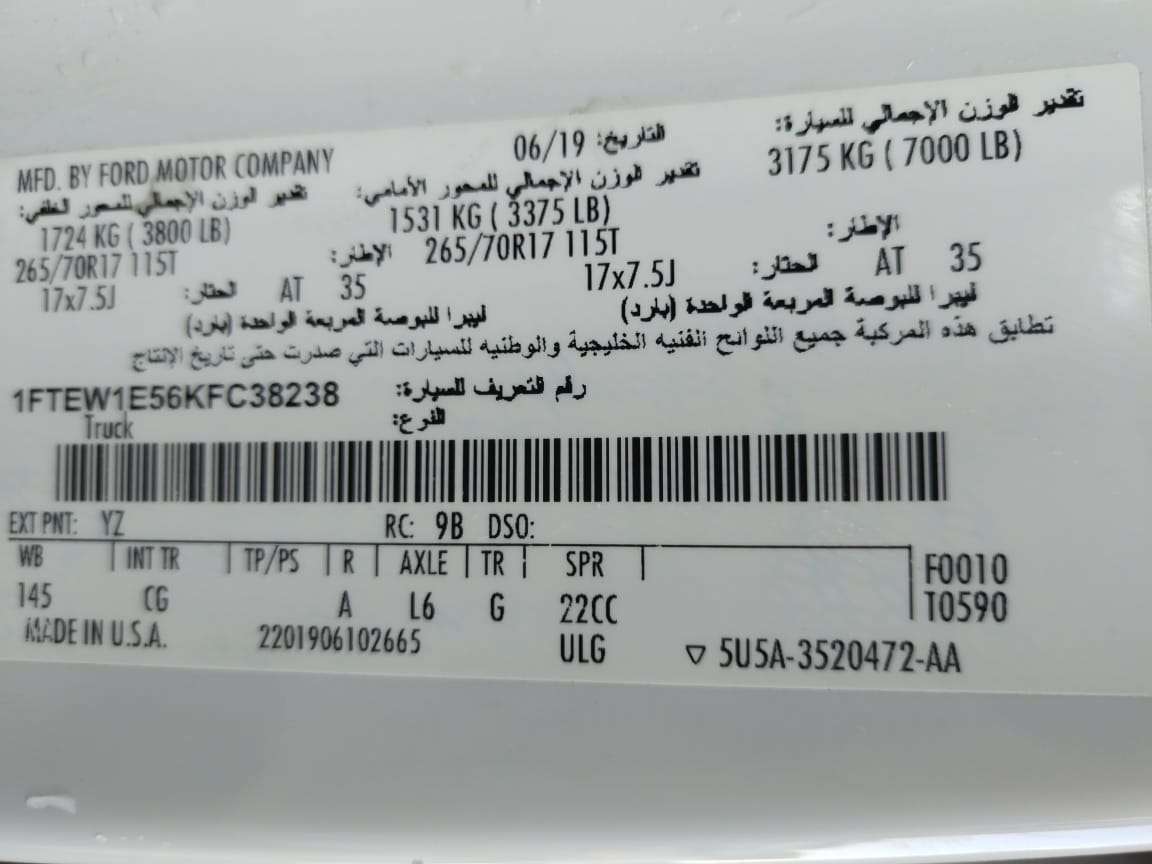 تقدير الوزن الإجمالي للسيارة:
MFD. BY FORD MOTOR COMPANY 06/19 التاريخ: 3175 KG ( 7000 LB)
تقدير الوزن الإجمالي للمحور الخلفي: تقدير الوزن الإجمالي للمحور الأمامي:
1724 KG ( 3800 LB) 1531 KG ( 3375 LB)
265/70R17 115T الإطار: 265/70R17 115T الإطار:
17x7.5J الحتار: AT 35 17x7.5J الحتار: AT 35
ليبرا للبوصة المربعة الواحدة (بارد) ليبرا للبوصة المربعة الواحدة (بارد)
تطابق هذه المركبة جميع اللوائح الفنيه الخليجية والوطنيه للسيارات التي صدرت حتى تاريخ الإنتاج
1FTEW1E56KFC38238 رقم التعريف للسيارة:
Truck النوع:
EXT PNT: YZ RC: 9B DSO:
WB | INT TR | TP/PS | R | AXLE | TR | SPR | F0010
145 CG A L6 G 22CC T0590
MADE IN U.S.A. 2201906102665 ULG ▽ 5U5A-3520472-AA